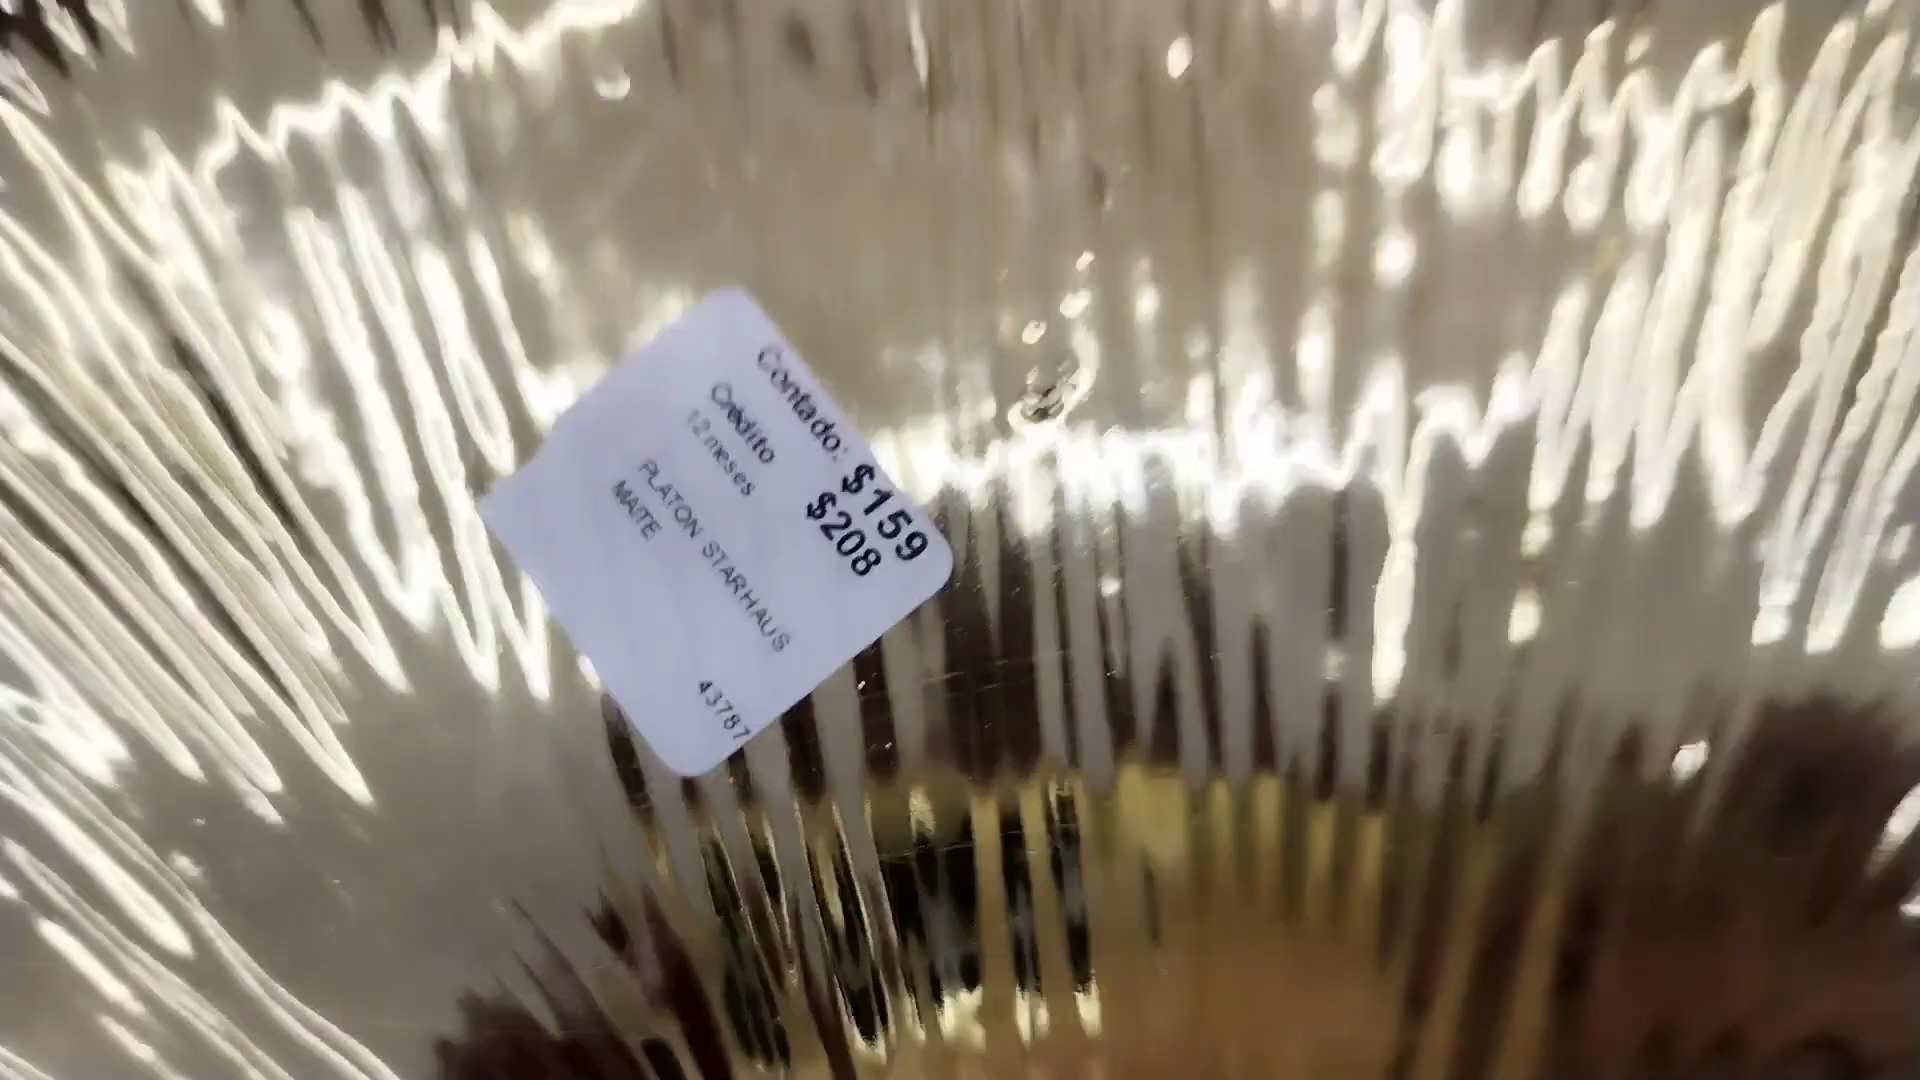 Contado: $159
Crédito $208
12 meses
PLATON STARHAUS
MAITE
43787